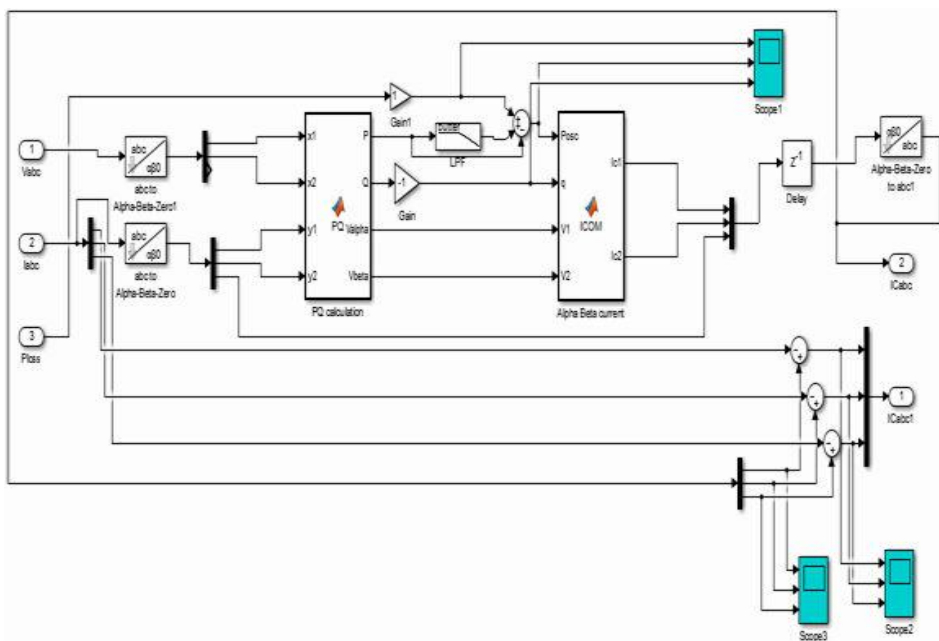 1
Vabc
abc
αβ0
abc to
Alpha-Beta-Zero1
2
Iabc
abc
αβ0
abc to
Alpha-Beta-Zero
3
Ploss
1
Gain1
x1
x2
y1
y2
PQ
P
Q
Valpha
Vbeta
PQ calculation
butter
LPF
-1
Gain
Posc
q
V1
V2
ICOM
Ic1
Ic2
Alpha Beta current
Scope1
z-1
Delay
αβ0
abc
Alpha-Beta-Zero
to abc1
2
ICabc
1
ICabc1
Scope3
Scope2